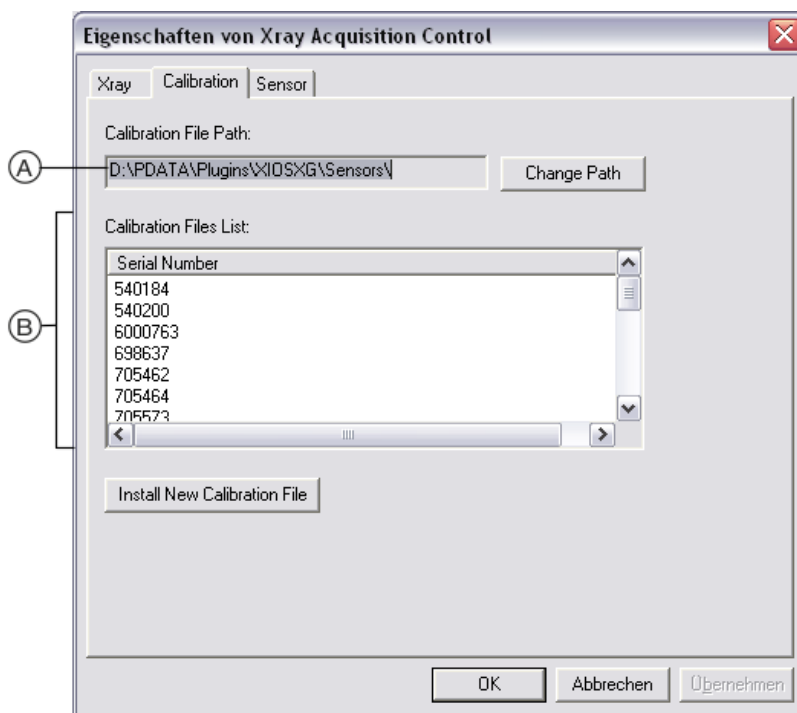 Eigenschaften von Xray Acquisition Control
Xray Calibration Sensor
Calibration File Path:
A D:\PDATA\Plugins\XIOSXG\Sensors\ Change Path
Calibration Files List:
Serial Number
540184
540200
B 6000763
698637
705462
705464
705573
Install New Calibration File
OK Abbrechen Übernehmen